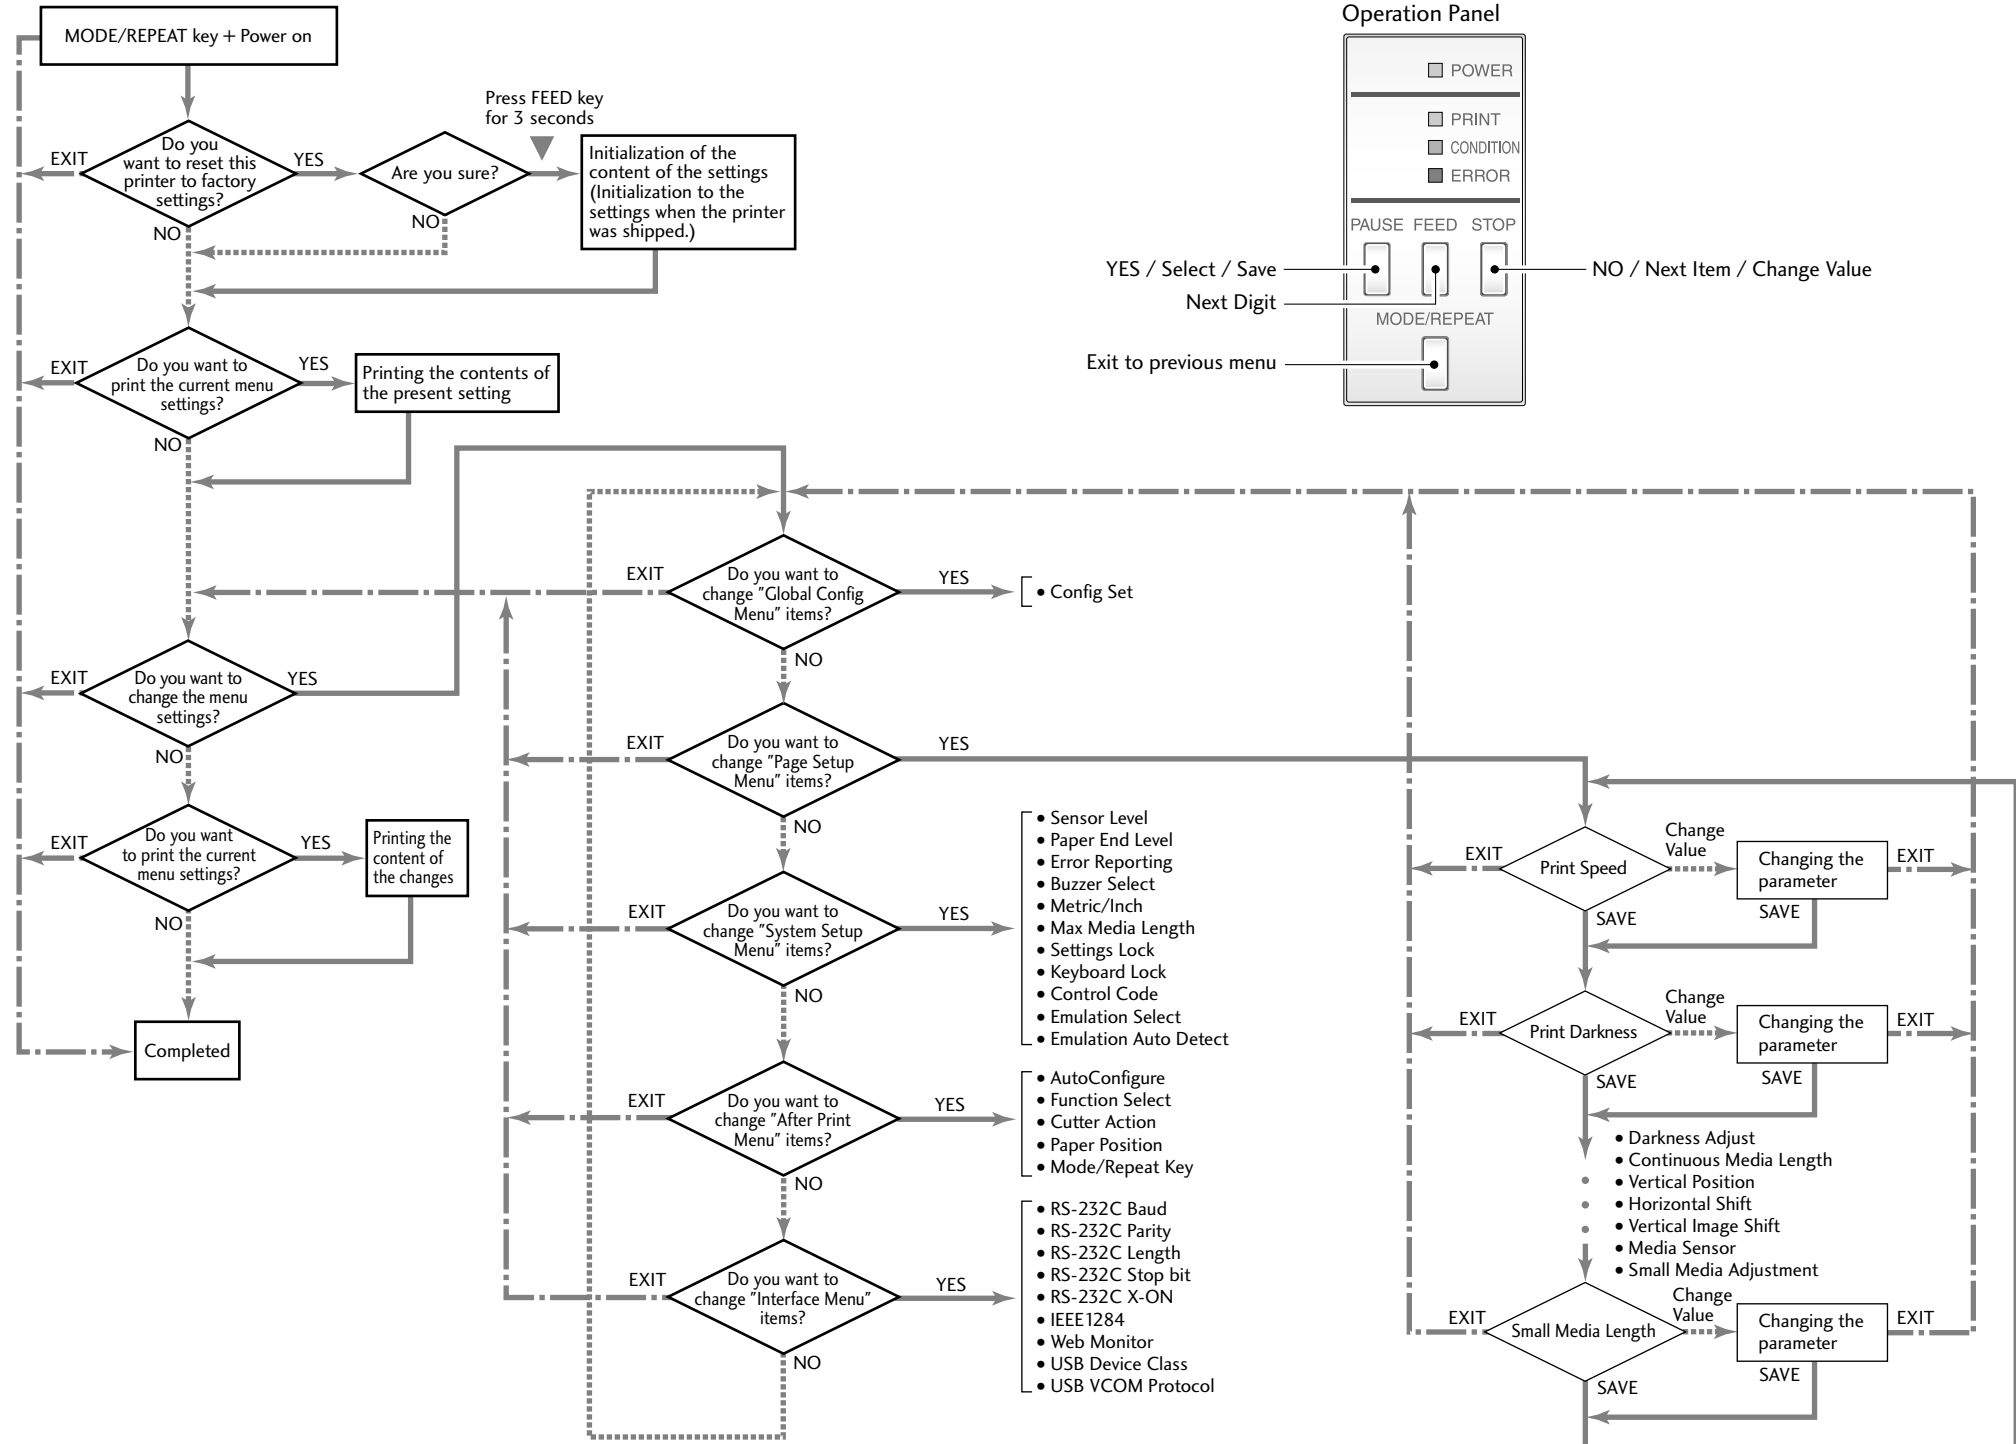 MODE/REPEAT key + Power on
Do you
want to reset this
printer to factory
settings?
EXIT
YES
NO
Are you sure?
NO
Press FEED key
for 3 seconds
Initialization of the
content of the settings
(Initialization to the
settings when the printer
was shipped.)
Do you want to
print the current menu
settings?
EXIT
YES
NO
Printing the contents of
the present setting
Do you want to
change the menu
settings?
EXIT
YES
NO
Do you want
to print the current
menu settings?
EXIT
YES
NO
Printing the
content of
the changes
Completed
Operation Panel
POWER
PRINT
CONDITION
ERROR
PAUSE FEED STOP
MODE/REPEAT
YES / Select / Save
Next Digit
Exit to previous menu
NO / Next Item / Change Value
Do you want to
change "Global Config
Menu" items?
EXIT
YES
NO
• Config Set
Do you want to
change "Page Setup
Menu" items?
EXIT
YES
NO
Do you want to
change "System Setup
Menu" items?
EXIT
YES
NO
• Sensor Level
• Paper End Level
• Error Reporting
• Buzzer Select
• Metric/Inch
• Max Media Length
• Settings Lock
• Keyboard Lock
• Control Code
• Emulation Select
• Emulation Auto Detect
Do you want to
change "After Print
Menu" items?
EXIT
YES
NO
• AutoConfigure
• Function Select
• Cutter Action
• Paper Position
• Mode/Repeat Key
Do you want to
change "Interface Menu"
items?
EXIT
YES
NO
• RS-232C Baud
• RS-232C Parity
• RS-232C Length
• RS-232C Stop bit
• RS-232C X-ON
• IEEE1284
• Web Monitor
• USB Device Class
• USB VCOM Protocol
Print Speed
EXIT
Change
Value
Changing the
parameter
EXIT
SAVE
SAVE
Print Darkness
EXIT
Change
Value
Changing the
parameter
EXIT
SAVE
SAVE
• Darkness Adjust
• Continuous Media Length
• Vertical Position
• Horizontal Shift
• Vertical Image Shift
• Media Sensor
• Small Media Adjustment
Small Media Length
EXIT
Change
Value
Changing the
parameter
EXIT
SAVE
SAVE